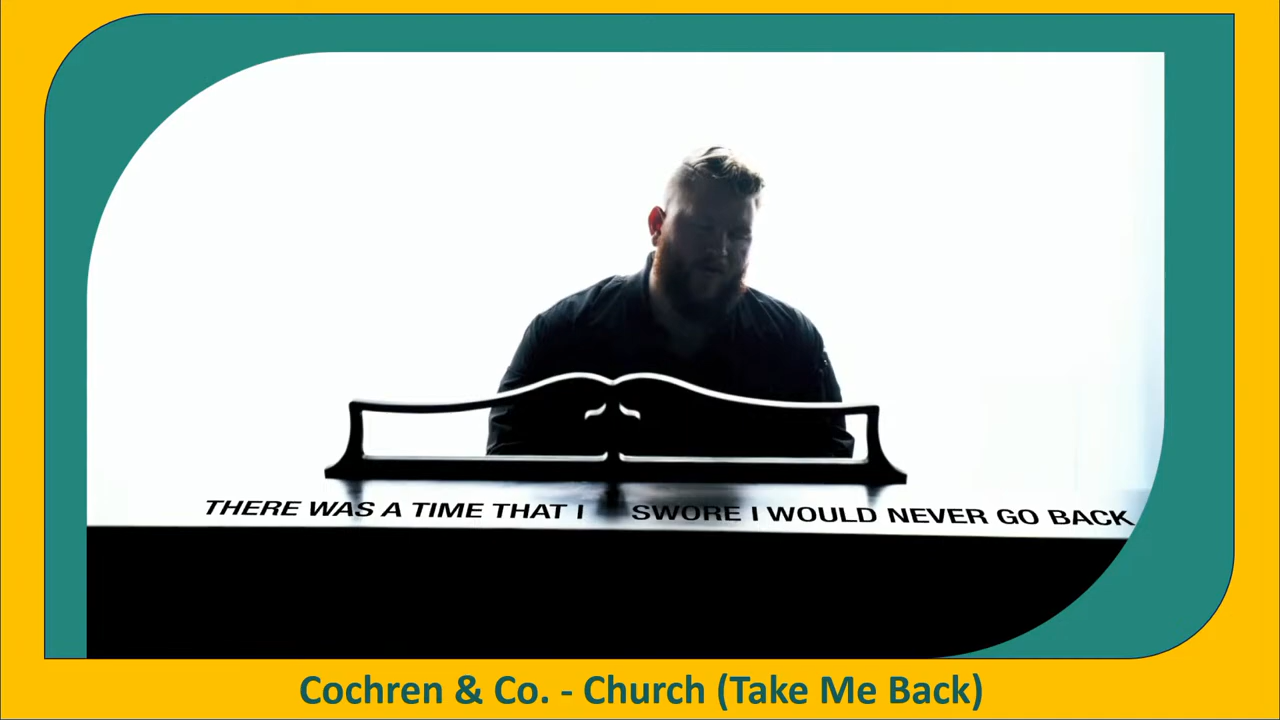 THERE WAS A TIME THAT I SWORE I WOULD NEVER GO BACK
Cochren & Co. - Church (Take Me Back)